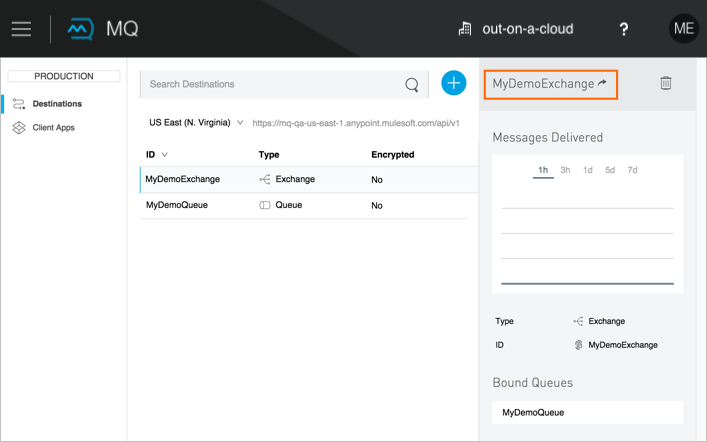 MQ
out-on-a-cloud
?
ME
PRODUCTION
Destinations
Client Apps
Search Destinations
US East (N. Virginia)
https://mq-qa-us-east-1.anypoint.mulesoft.com/api/v1
ID Type Encrypted
MyDemoExchange Exchange No
MyDemoQueue Queue No
MyDemoExchange
Messages Delivered
1h 3h 1d 5d 7d
Type Exchange
ID MyDemoExchange
Bound Queues
MyDemoQueue